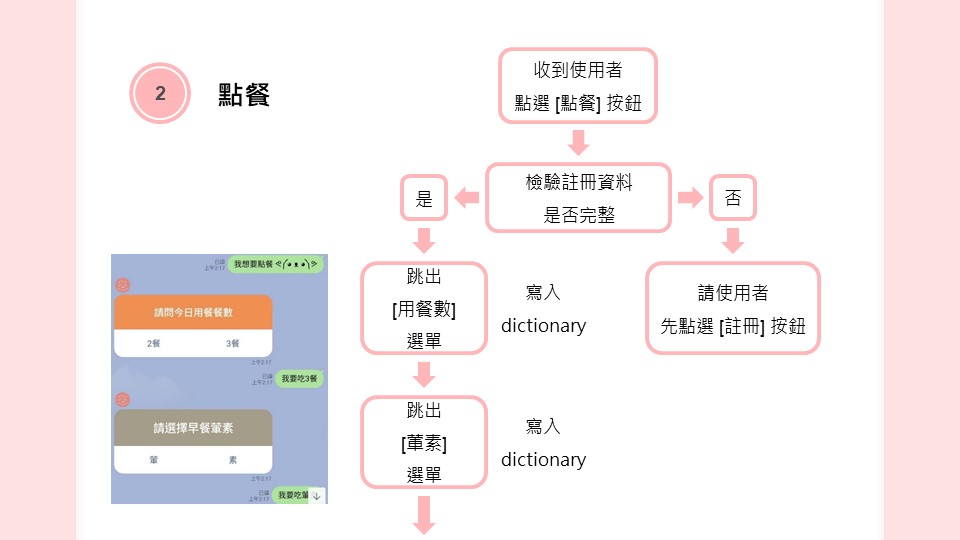 2
點餐
收到使用者
點選 [點餐] 按鈕
檢驗註冊資料
是否完整
是
否
跳出
[用餐數]
選單
寫入
dictionary
請使用者
先點選 [註冊] 按鈕
跳出
[葷素]
選單
寫入
dictionary
已讀
上午2:17
我想要點餐
請問今日用餐餐數
2餐
3餐
上午2:17
已讀
上午2:17
我要吃3餐
請選擇早餐葷素
葷
素
上午2:17
已讀
上午2:17
我要吃葷